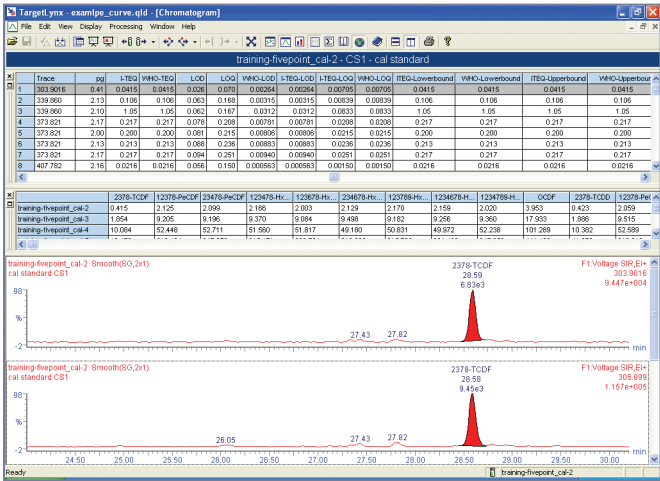 TargetLynx - examlpe_curve.qld - [Chromatogram]
File Edit View Display Processing Window Help
training-fivepoint_cal-2 - CS1 - cal standard
Trace pg I-TEQ WHO-TEQ LOD LOQ WHO-LOD I-TEQ-LOD I-TEQ-LOQ WHO-LOQ ITEQ-Lowerbound WHO-Lowerbound ITEQ-Upperbound WHO-Upperbour
1 303.9016 0.41 0.0415 0.0415 0.026 0.070 0.00264 0.00264 0.00705 0.00705 0.0415 0.0415 0.0415 0.0415
2 339.860 2.13 0.106 0.106 0.063 0.168 0.00315 0.00315 0.00839 0.00839 0.106 0.106 0.106 0.106
3 339.860 2.10 1.05 1.05 0.062 0.167 0.0312 0.0312 0.0833 0.0833 1.05 1.05 1.05 1.05
4 373.821 2.17 0.217 0.217 0.078 0.208 0.00781 0.00781 0.0208 0.0208 0.217 0.217 0.217 0.217
5 373.821 2.00 0.200 0.200 0.081 0.215 0.00806 0.00806 0.0215 0.0215 0.200 0.200 0.200 0.200
6 373.821 2.13 0.213 0.213 0.088 0.236 0.00883 0.00883 0.0236 0.0236 0.213 0.213 0.213 0.213
7 373.821 2.17 0.217 0.217 0.094 0.251 0.00940 0.00940 0.0251 0.0251 0.217 0.217 0.217 0.217
8 407.782 2.16 0.0216 0.0216 0.056 0.150 0.000563 0.000563 0.00150 0.00150 0.0216 0.0216 0.0216 0.0216
2378-TCDF 12378-PeCDF 23478-PeCDF 123478-Hx... 123678-Hx... 234678-Hx... 123789-Hx... 1234678-H... 1234789-H... OCDF 2378-TCDD 12378-Pe
training-fivepoint_cal-2 0.415 2.125 2.099 2.166 2.003 2.129 2.170 2.159 2.020 3.953 0.423 2.059
training-fivepoint_cal-3 1.854 9.205 9.196 9.370 9.084 9.498 9.182 9.256 9.360 17.933 1.886 9.515
training-fivepoint_cal-4 10.084 52.448 52.711 51.560 51.817 49.180 50.831 49.972 52.238 101.289 10.382 52.589
training-fivepoint_cal-2 Smooth(SG,2x1)
cal standard CS1
F1:Voltage SIR,EI+
303.9016
9.447e+004
2378-TCDF
28.59
6.83e3
98
%
-2
27.43 27.82
min
training-fivepoint_cal-2 Smooth(SG,2x1)
cal standard CS1
F1:Voltage SIR,EI+
305.899
1.157e+005
2378-TCDF
28.58
9.45e3
98
%
-2
26.05 27.43 27.82
min
24.50 25.00 25.50 26.00 26.50 27.00 27.50 28.00 28.50 29.00 29.50 30.00
Ready
training-fivepoint_cal-2